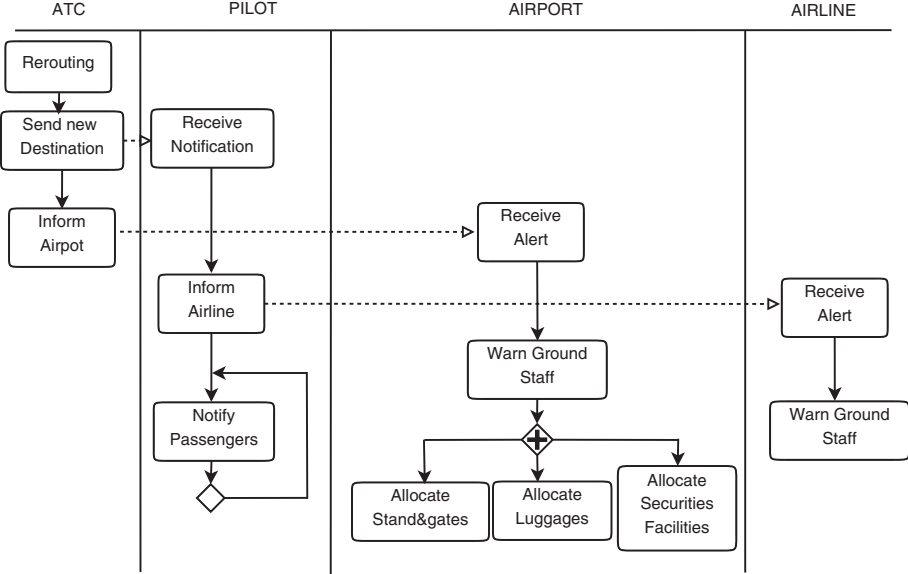 ATC
PILOT
AIRPORT
AIRLINE
Rerouting
Send new
Destination
Receive
Notification
Inform
Airpot
Receive
Alert
Inform
Airline
Receive
Alert
Warn Ground
Staff
Notify
Passengers
Warn Ground
Staff
Allocate
Stand&gates
Allocate
Luggages
Allocate
Securities
Facilities